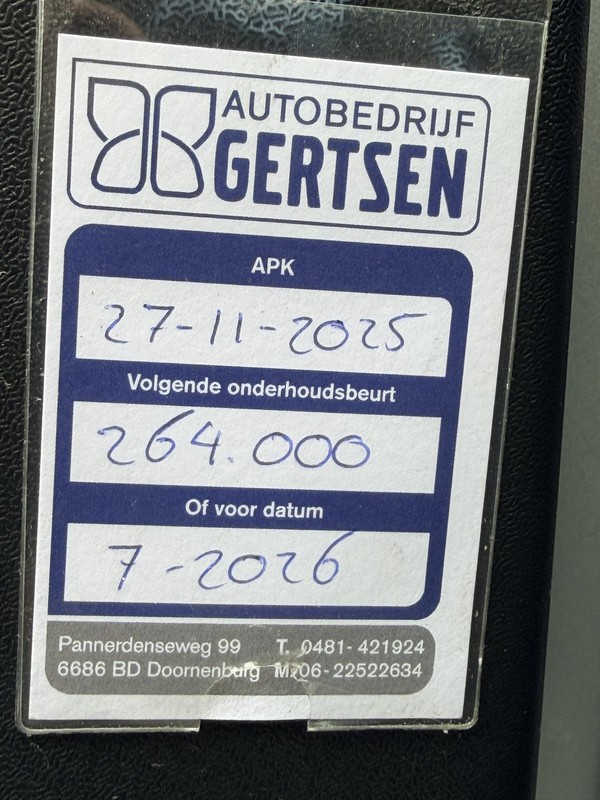 AUTOBEDRIJF
GERTSEN
APK
27-11-2025
Volgende onderhoudsbeurt
264.000
Of voor datum
7-2026
Pannerdenseweg 99 T. 0481-421924
6686 BD Doornenburg M. 06-22522634